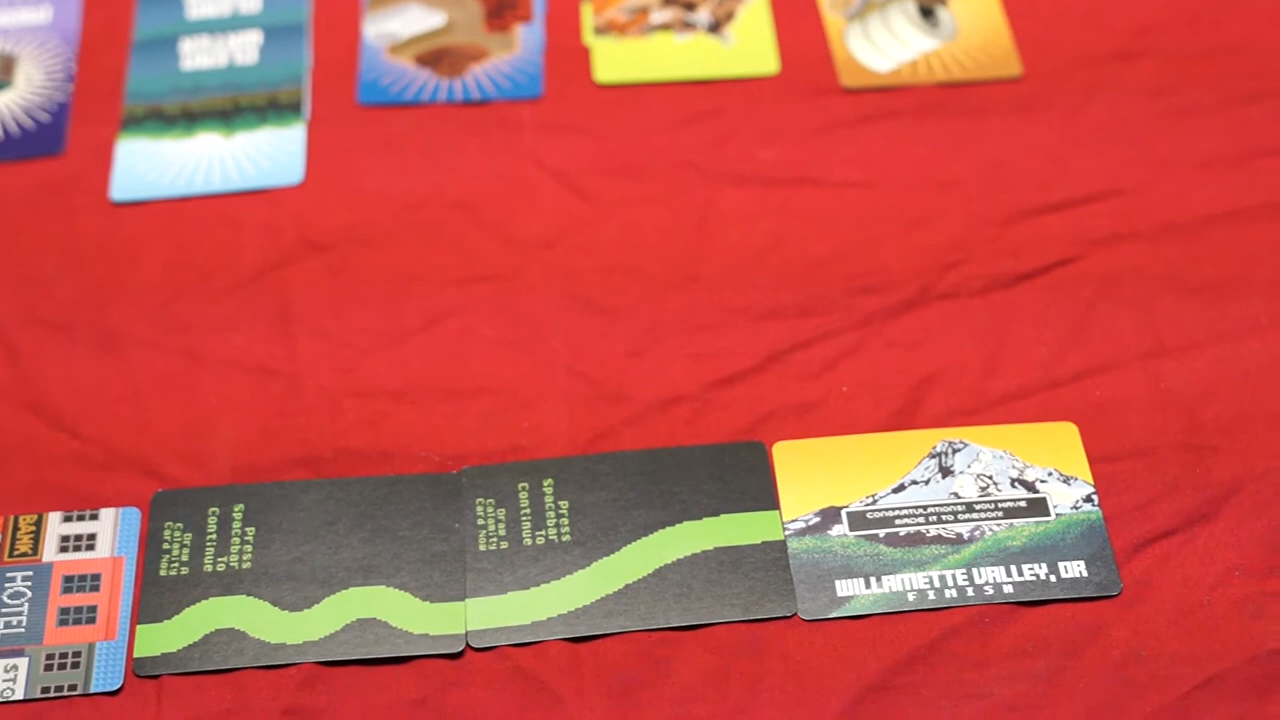 BANK
HOTEL
STO
Press
Spacebar
To
Continue
Draw A
Calamity
Card Now
Press
Spacebar
To
Continue
Draw A
Calamity
Card Now
CONGRATULATIONS! YOU HAVE
MADE IT TO OREGON!
WILLAMETTE VALLEY, OR
FINISH